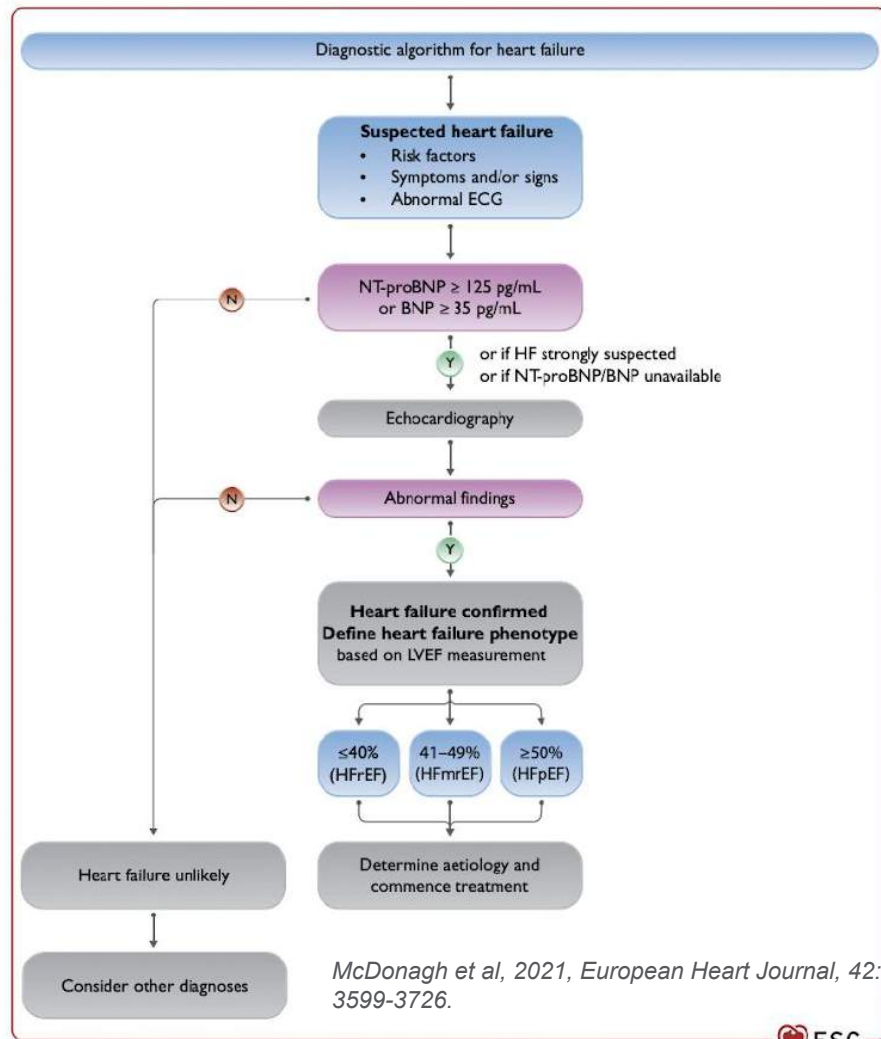 Diagnostic algorithm for heart failure
Suspected heart failure
• Risk factors
• Symptoms and/or signs
• Abnormal ECG
NT-proBNP ≥ 125 pg/mL
or BNP ≥ 35 pg/mL
N
Y
or if HF strongly suspected
or if NT-proBNP/BNP unavailable
Echocardiography
Abnormal findings
N
Y
Heart failure confirmed
Define heart failure phenotype
based on LVEF measurement
≤40%
(HFrEF)
41–49%
(HFmrEF)
≥50%
(HFpEF)
Heart failure unlikely
Determine aetiology and
commence treatment
Consider other diagnoses
McDonagh et al, 2021, European Heart Journal, 42:
3599-3726.
ESC